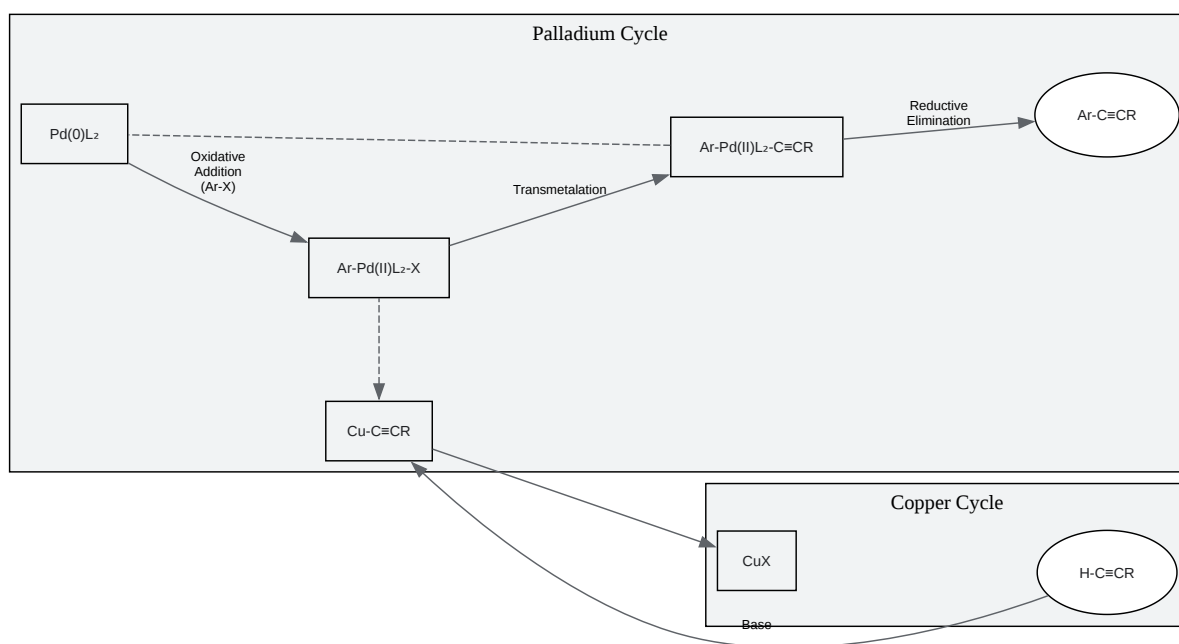 Palladium Cycle
Pd(0)L₂
Oxidative
Addition
(Ar-X)
Ar-Pd(II)L₂-X
Transmetalation
Ar-Pd(II)L₂-C≡CR
Reductive
Elimination
Ar-C≡CR
Cu-C≡CR
Copper Cycle
CuX
H-C≡CR
Base